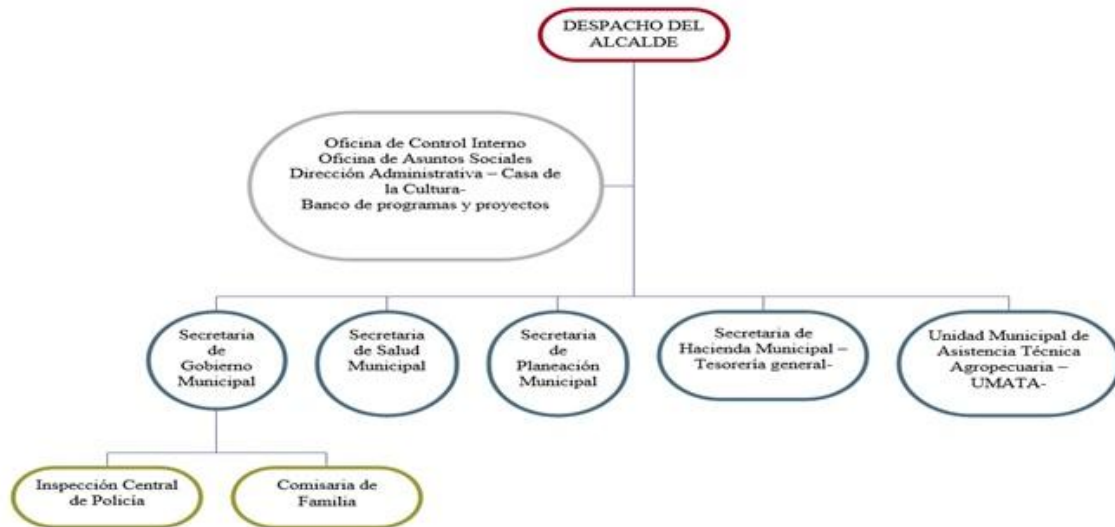 DESPACHO DEL
ALCALDE
Oficina de Control Interno
Oficina de Asuntos Sociales
Dirección Administrativa – Casa de
la Cultura-
Banco de programas y proyectos
Secretaria
de
Gobierno
Municipal
Secretaria
de Salud
Municipal
Secretaria
de
Planeación
Municipal
Secretaria de
Hacienda Municipal –
Tesorería general-
Unidad Municipal de
Asistencia Técnica
Agropecuaria –
UMATA-
Inspección Central
de Policía
Comisaria de
Familia